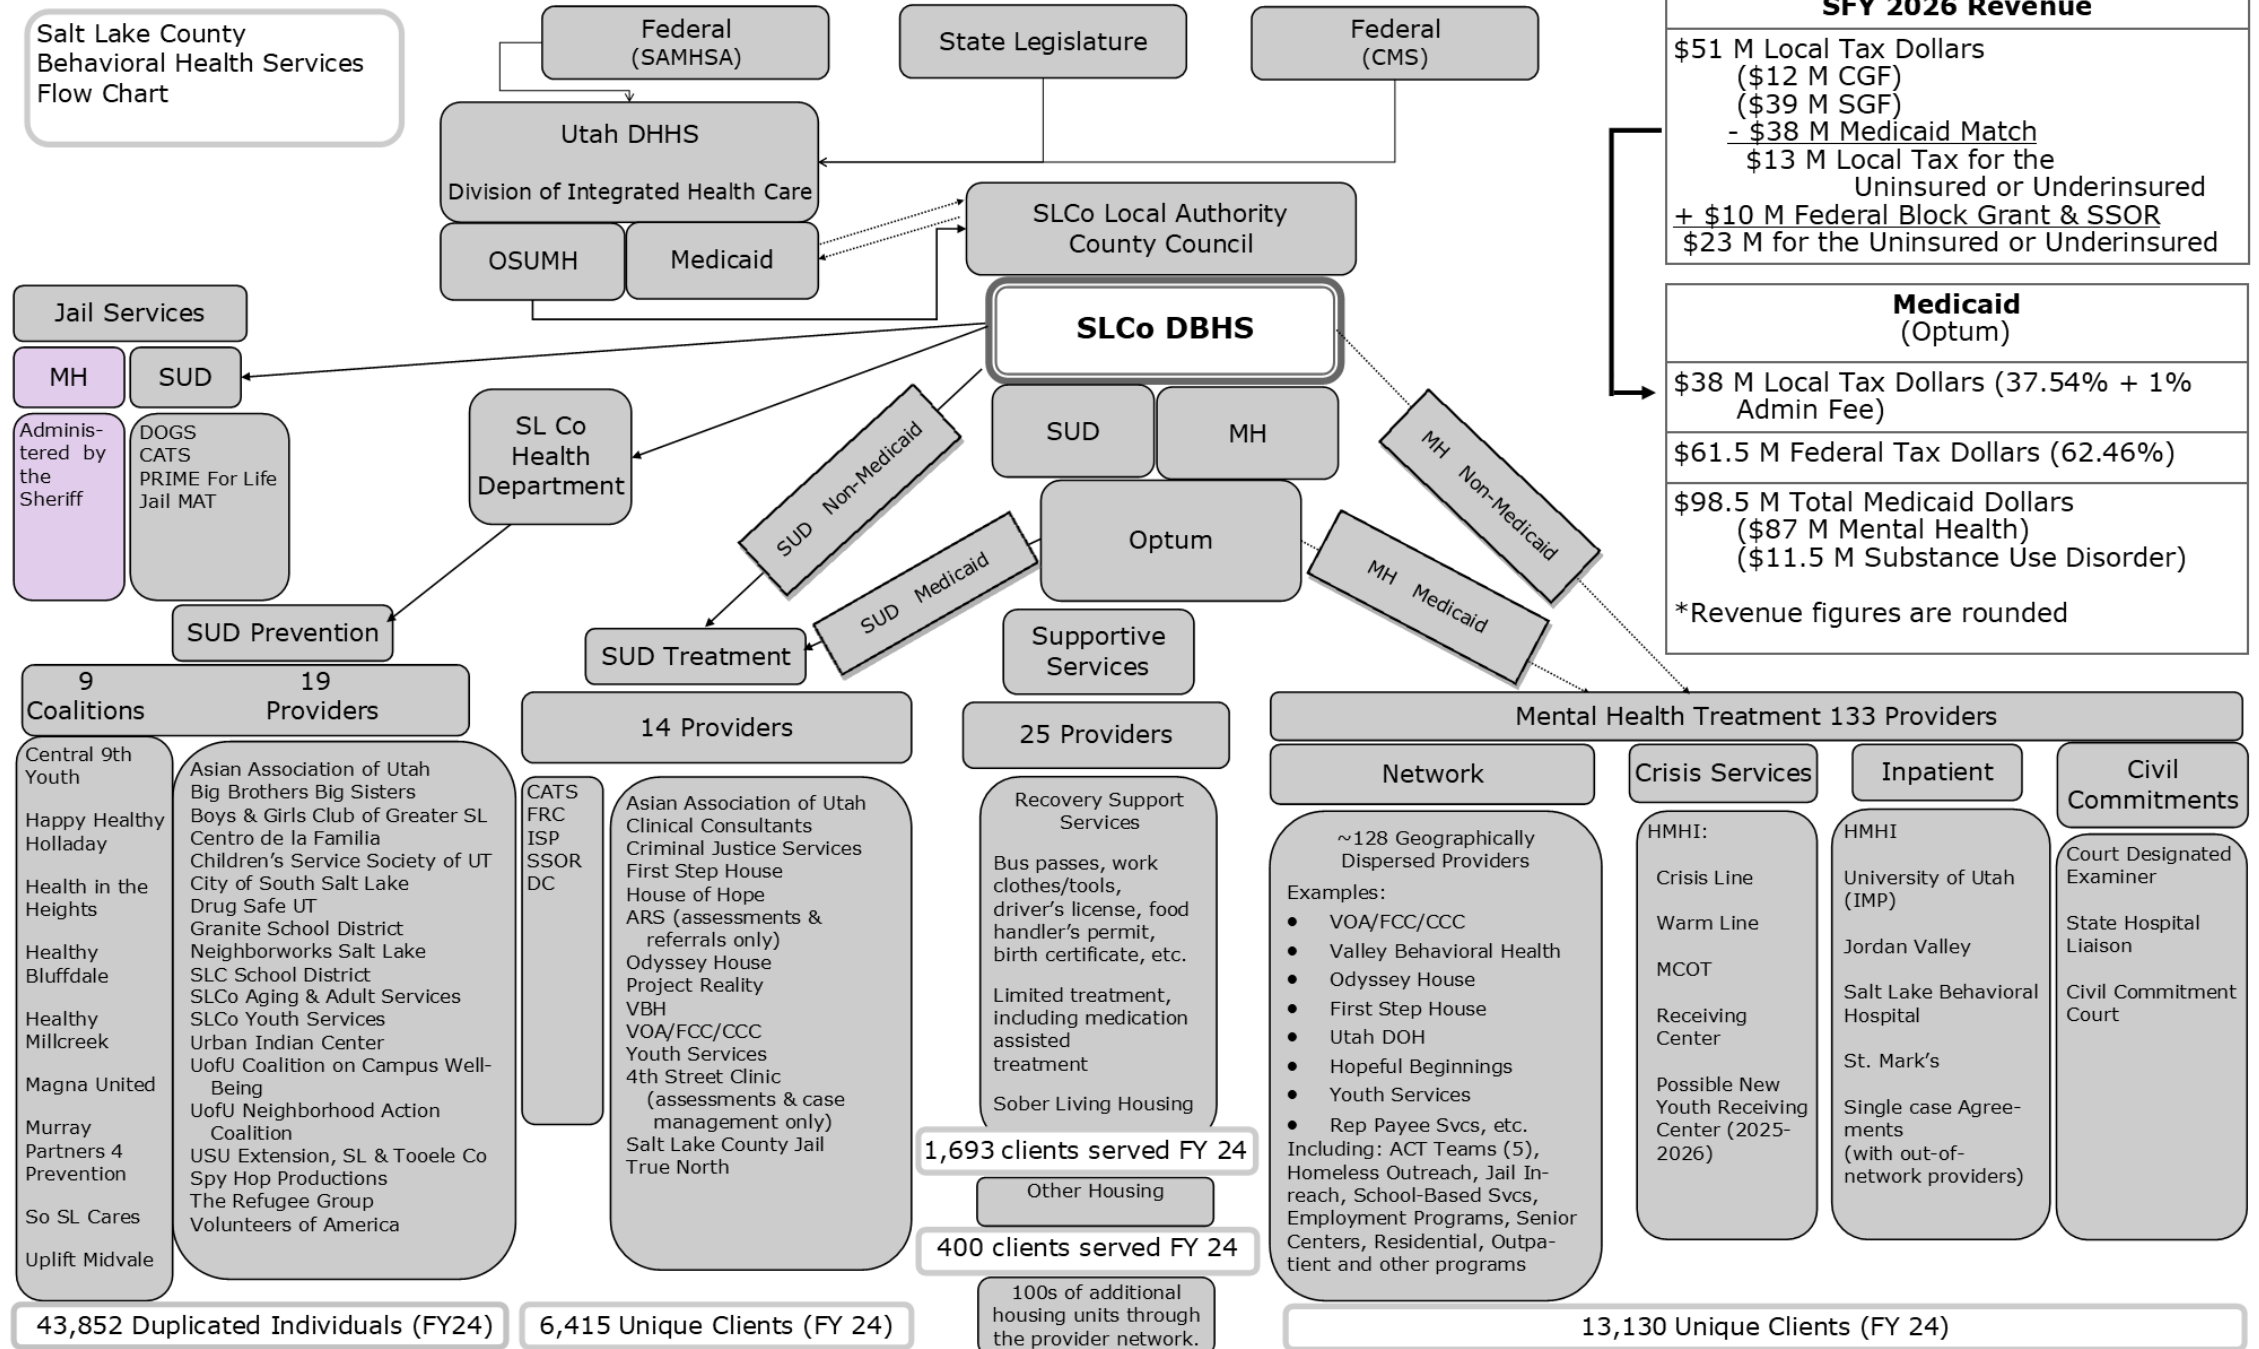 Salt Lake County
Behavioral Health Services
Flow Chart
Federal
(SAMHSA)
State Legislature
Federal
(CMS)
SFY 2026 Revenue
$51 M Local Tax Dollars
($12 M CGF)
($39 M SGF)
- $38 M Medicaid Match
$13 M Local Tax for the
Uninsured or Underinsured
+ $10 M Federal Block Grant & SSOR
$23 M for the Uninsured or Underinsured
Utah DHHS
Division of Integrated Health Care
OSUMH
Medicaid
SLCo Local Authority
County Council
SLCo DBHS
SUD
MH
Optum
Medicaid
(Optum)
$38 M Local Tax Dollars (37.54% + 1%
Admin Fee)
$61.5 M Federal Tax Dollars (62.46%)
$98.5 M Total Medicaid Dollars
($87 M Mental Health)
($11.5 M Substance Use Disorder)
*Revenue figures are rounded
Jail Services
MH
SUD
Adminis-
tered by
the
Sheriff
DOGS
CATS
PRIME For Life
Jail MAT
SL Co
Health
Department
SUD Non-Medicaid
SUD Medicaid
MH Non-Medicaid
MH Medicaid
SUD Prevention
9
Coalitions
19
Providers
Central 9th
Youth
Happy Healthy
Holladay
Health in the
Heights
Healthy
Bluffdale
Healthy
Millcreek
Magna United
Murray
Partners 4
Prevention
So SL Cares
Uplift Midvale
Asian Association of Utah
Big Brothers Big Sisters
Boys & Girls Club of Greater SL
Centro de la Familia
Children’s Service Society of UT
City of South Salt Lake
Drug Safe UT
Granite School District
Neighborworks Salt Lake
SLC School District
SLCo Aging & Adult Services
SLCo Youth Services
Urban Indian Center
UofU Coalition on Campus Well-
Being
UofU Neighborhood Action
Coalition
USU Extension, SL & Tooele Co
Spy Hop Productions
The Refugee Group
Volunteers of America
43,852 Duplicated Individuals (FY24)
SUD Treatment
14 Providers
CATS
FRC
ISP
SSOR
DC
Asian Association of Utah
Clinical Consultants
Criminal Justice Services
First Step House
House of Hope
ARS (assessments &
referrals only)
Odyssey House
Project Reality
VBH
VOA/FCC/CCC
Youth Services
4th Street Clinic
(assessments & case
management only)
Salt Lake County Jail
True North
6,415 Unique Clients (FY 24)
Supportive
Services
25 Providers
Recovery Support
Services
Bus passes, work
clothes/tools,
driver’s license, food
handler’s permit,
birth certificate, etc.
Limited treatment,
including medication
assisted
treatment
Sober Living Housing
1,693 clients served FY 24
Other Housing
400 clients served FY 24
100s of additional
housing units through
the provider network.
Mental Health Treatment 133 Providers
Network
~128 Geographically
Dispersed Providers
Examples:
• VOA/FCC/CCC
• Valley Behavioral Health
• Odyssey House
• First Step House
• Utah DOH
• Hopeful Beginnings
• Youth Services
• Rep Payee Svcs, etc.
Including: ACT Teams (5),
Homeless Outreach, Jail In-
reach, School-Based Svcs,
Employment Programs, Senior
Centers, Residential, Outpa-
tient and other programs
Crisis Services
HMHI:
Crisis Line
Warm Line
MCOT
Receiving
Center
Possible New
Youth Receiving
Center (2025-
2026)
Inpatient
HMHI
University of Utah
(IMP)
Jordan Valley
Salt Lake Behavioral
Hospital
St. Mark’s
Single case Agree-
ments
(with out-of-
network providers)
Civil
Commitments
Court Designated
Examiner
State Hospital
Liaison
Civil Commitment
Court
13,130 Unique Clients (FY 24)